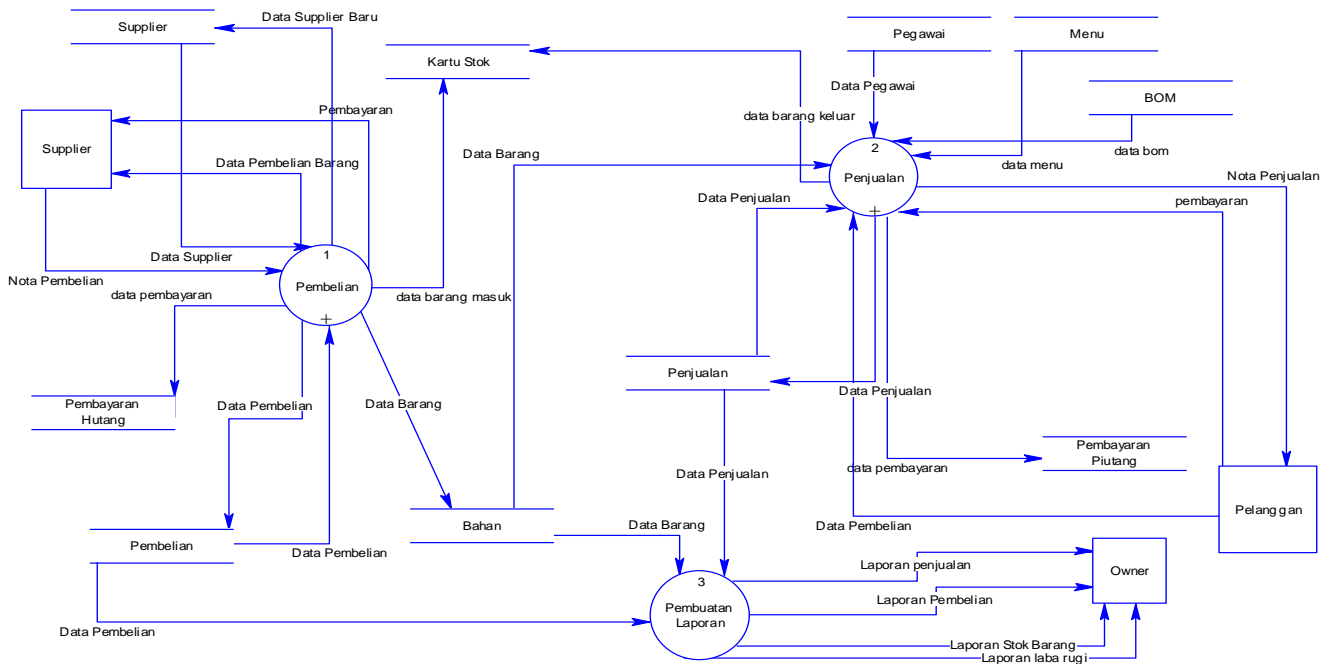 Data Supplier Baru
Supplier
Pegawai
Menu
Kartu Stok
Data Pegawai
BOM
Pembayaran
data barang keluar
Supplier
2
data bom
Data Pembelian Barang
Data Barang
data menu
Penjualan
Nota Penjualan
Data Penjualan
pembayaran
+
1
Data Supplier
Nota Pembelian
Pembelian
data pembayaran
data barang masuk
+
Penjualan
Data Penjualan
Pembayaran
Hutang
Data Pembelian
Data Barang
Pembayaran
Piutang
Data Penjualan
data pembayaran
Pelanggan
Bahan
Data Barang
Data Pembelian
Pembelian
Data Pembelian
3
Laporan penjualan
Owner
Pembuatan
Laporan
Laporan Pembelian
Data Pembelian
Laporan Stok Barang
Laporan laba rugi